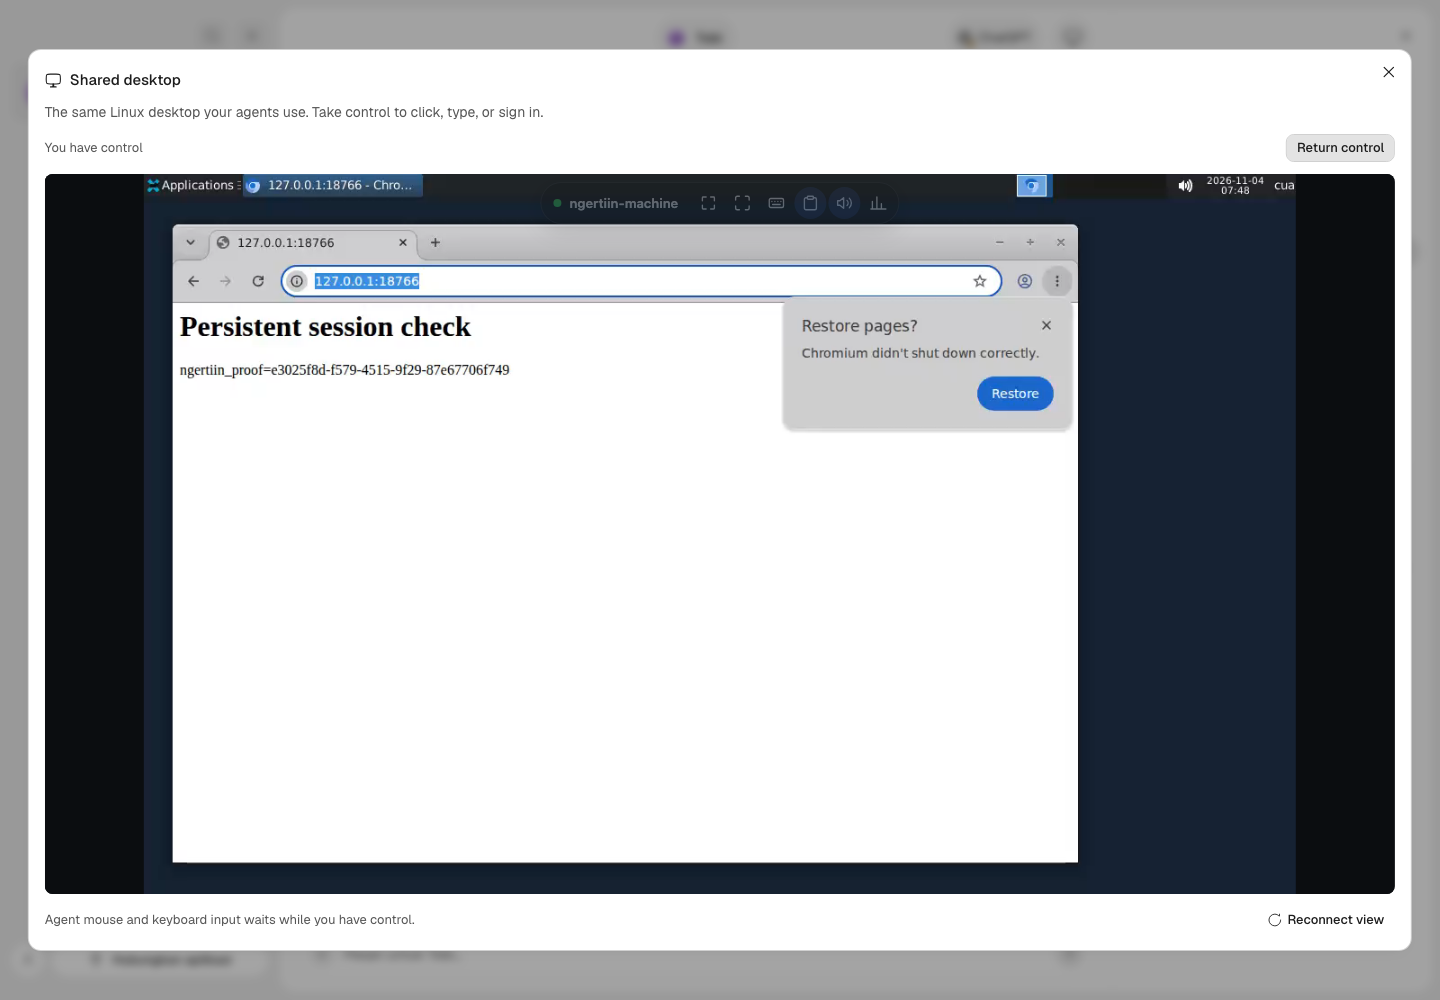 Shared desktop
The same Linux desktop your agents use. Take control to click, type, or sign in.
You have control
Return control
Applications
127.0.0.1:18766 - Chro...
2026-11-04
07:48
cua
ngertiin-machine
127.0.0.1:18766
127.0.0.1:18766
Persistent session check
ngertiin_proof=e3025f8d-f579-4515-9f29-87e67706f749
Restore pages?
Chromium didn't shut down correctly.
Restore
Agent mouse and keyboard input waits while you have control.
Reconnect view